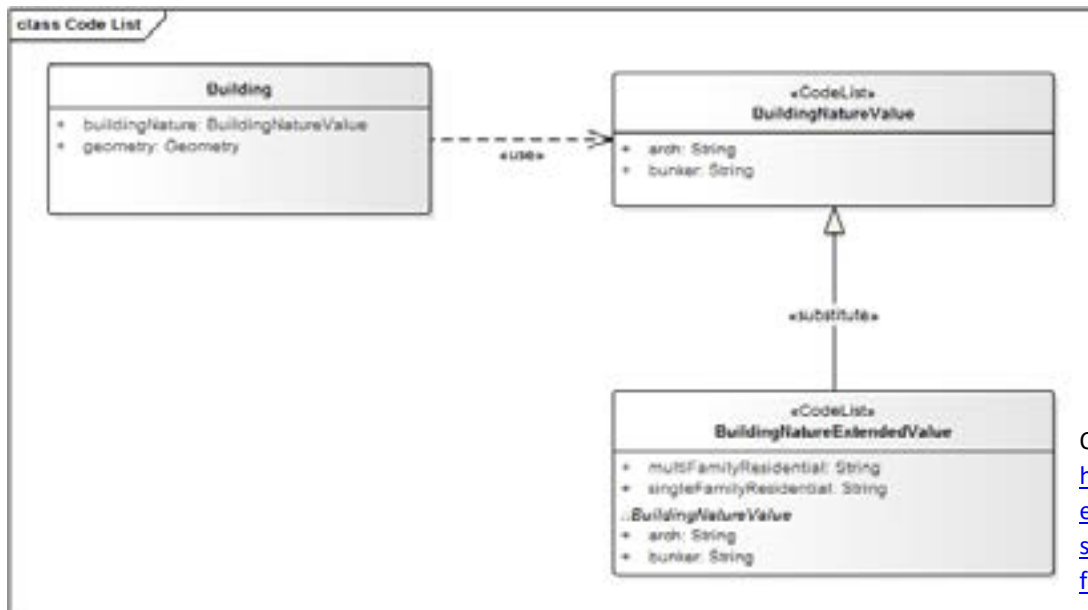 class Code List
Building
+ buildingNature: BuildingNatureValue
+ geometry: Geometry
«use»
«CodeList»
BuildingNatureValue
+ arch: String
+ bunker: String
«substitute»
«CodeList»
BuildingNatureExtendedValue
+ multiFamilyResidential: String
+ singleFamilyResidential: String
::BuildingNatureValue
+ arch: String
+ bunker: String